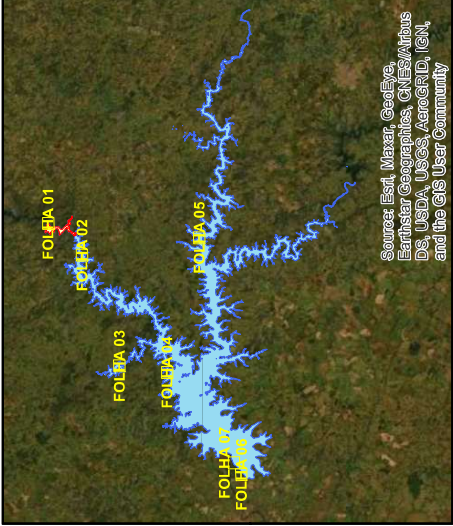 FOLHA 01
FOLHA 02
FOLHA 03
FOLHA 04
FOLHA 05
FOLHA 07
FOLHA 06
Source: Esri, Maxar, GeoEye,
Earthstar Geographics, CNES/Airbus
DS, USDA, USGS, AeroGRID, IGN,
and the GIS User Community